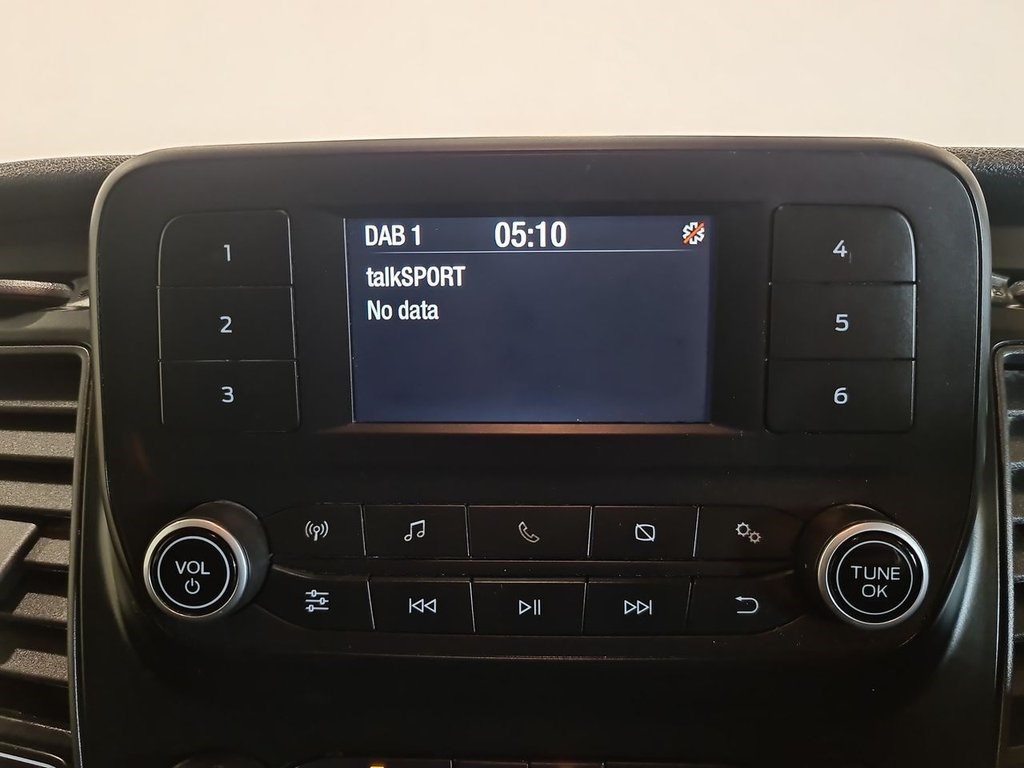 DAB 1 05:10
talkSPORT
No data
1
2
3
4
5
6
VOL
TUNE
OK